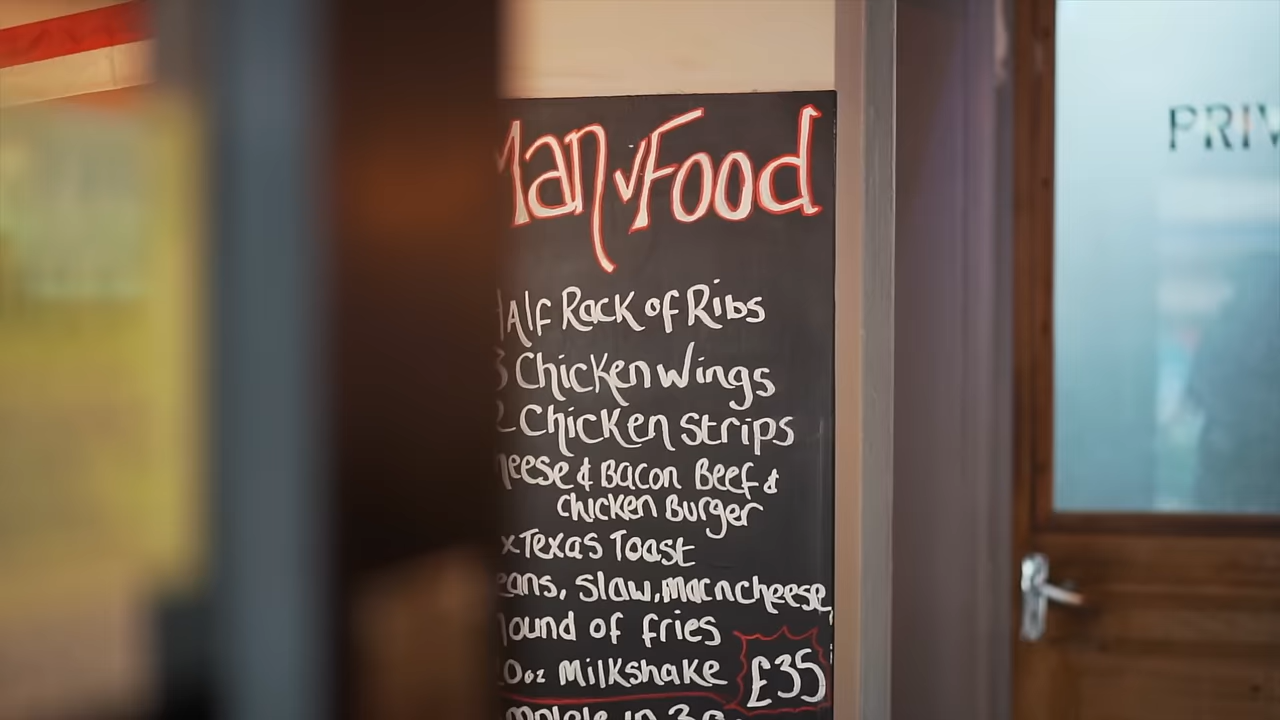 Man v Food
Half Rack of Ribs
3 Chicken Wings
2 Chicken Strips
heese & Bacon Beef &
Chicken Burger
x Texas Toast
eans, Slaw, Mac n cheese,
ound of fries
0oz Milkshake £35
PRIV